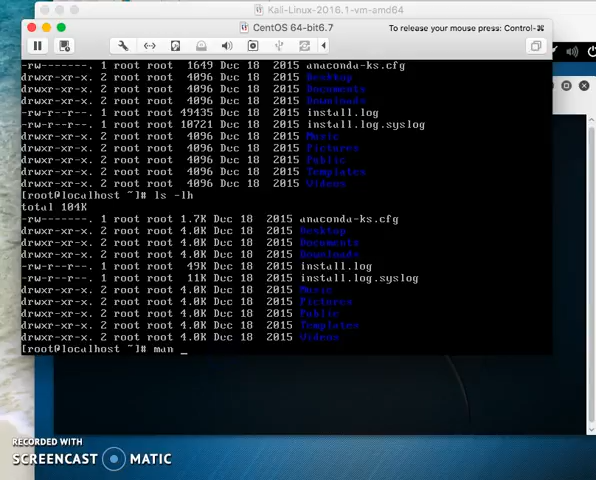 Kali-Linux-2016.1-vm-amd64
CentOS 64-bit6.7
To release your mouse press: Control-⌘
-rw-------. 1 root root 1649 Dec 18 2015 anaconda-ks.cfg
drwxr-xr-x. 2 root root 4096 Dec 18 2015 Desktop
drwxr-xr-x. 2 root root 4096 Dec 18 2015 Documents
drwxr-xr-x. 2 root root 4096 Dec 18 2015 Downloads
-rw-r--r--. 1 root root 49435 Dec 18 2015 install.log
-rw-r--r--. 1 root root 10721 Dec 18 2015 install.log.syslog
drwxr-xr-x. 2 root root 4096 Dec 18 2015 Music
drwxr-xr-x. 2 root root 4096 Dec 18 2015 Pictures
drwxr-xr-x. 2 root root 4096 Dec 18 2015 Public
drwxr-xr-x. 2 root root 4096 Dec 18 2015 Templates
drwxr-xr-x. 2 root root 4096 Dec 18 2015 Videos
[root@localhost ~]# ls -lh
total 104K
-rw-------. 1 root root 1.7K Dec 18 2015 anaconda-ks.cfg
drwxr-xr-x. 2 root root 4.0K Dec 18 2015 Desktop
drwxr-xr-x. 2 root root 4.0K Dec 18 2015 Documents
drwxr-xr-x. 2 root root 4.0K Dec 18 2015 Downloads
-rw-r--r--. 1 root root 49K Dec 18 2015 install.log
-rw-r--r--. 1 root root 11K Dec 18 2015 install.log.syslog
drwxr-xr-x. 2 root root 4.0K Dec 18 2015 Music
drwxr-xr-x. 2 root root 4.0K Dec 18 2015 Pictures
drwxr-xr-x. 2 root root 4.0K Dec 18 2015 Public
drwxr-xr-x. 2 root root 4.0K Dec 18 2015 Templates
drwxr-xr-x. 2 root root 4.0K Dec 18 2015 Videos
[root@localhost ~]# man _
RECORDED WITH
SCREENCAST MATIC